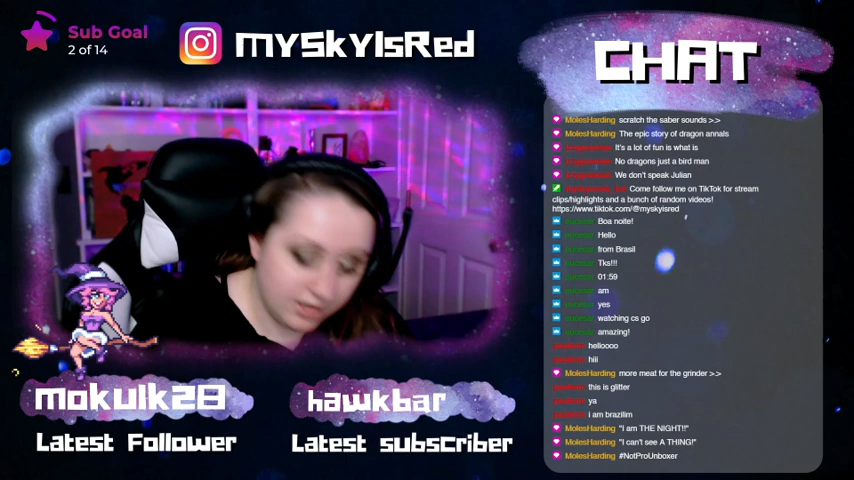 Sub Goal
2 of 14
MYSkYIsRed
CHAT
MolesHarding scratch the saber sounds >.>
MolesHarding The epic story of dragon annals
It's a lot of fun is what is
No dragons just a bird man
We don't speak Julian
Come follow me on TikTok for stream
clips/highlights and a bunch of random videos!
https://www.tiktok.com/@myskyisred
Boa noite!
Hello
from Brasil
Tks!!!
01:59
am
yes
watching cs go
amazing!
helloooo
hiii
MolesHarding more meat for the grinder >.>
this is glitter
ya
i am brazilim
MolesHarding "I am THE NIGHT!!"
MolesHarding "I can't see A THING!"
MolesHarding #NotProUnboxer
mokulk28
Latest Follower
hawkbar
Latest subscriber